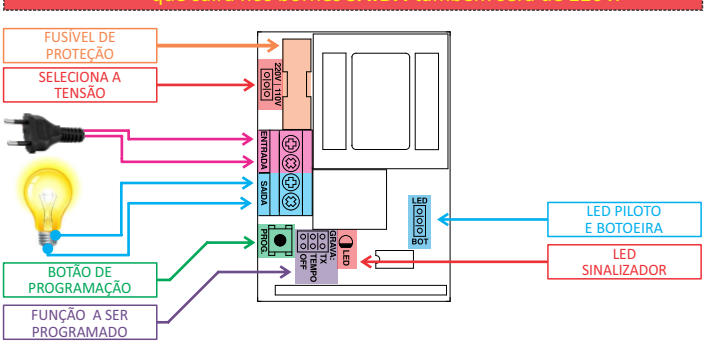 FUSÍVEL DE
PROTEÇÃO
SELECIONA A
TENSÃO
220V 110V
ENTRADA
SAÍDA
LED
BOT
LED PILOTO
E BOTOEIRA
PROG.
GRAVA:
TX
TEMPO
OFF
LED
LED
SINALIZADOR
BOTÃO DE
PROGRAMAÇÃO
FUNÇÃO A SER
PROGRAMADO